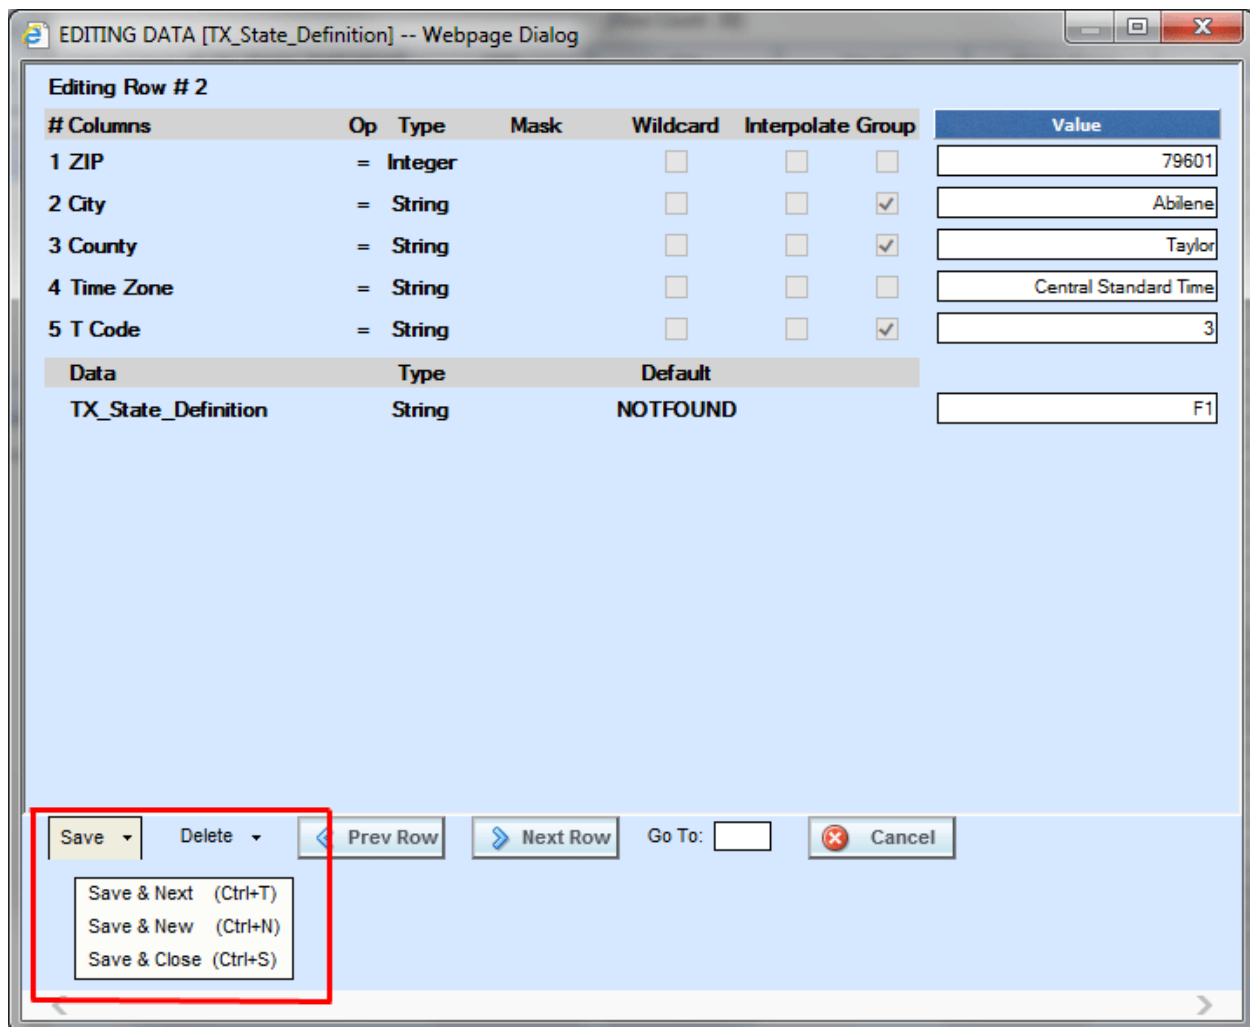 EDITING DATA [TX_State_Definition] -- Webpage Dialog
Editing Row # 2
# Columns Op Type Mask Wildcard Interpolate Group Value
1 ZIP = Integer 79601
2 City = String Abilene
3 County = String Taylor
4 Time Zone = String Central Standard Time
5 T Code = String 3
Data Type Default
TX_State_Definition String NOTFOUND F1
Save Delete Prev Row Next Row Go To: Cancel
Save & Next (Ctrl+T)
Save & New (Ctrl+N)
Save & Close (Ctrl+S)